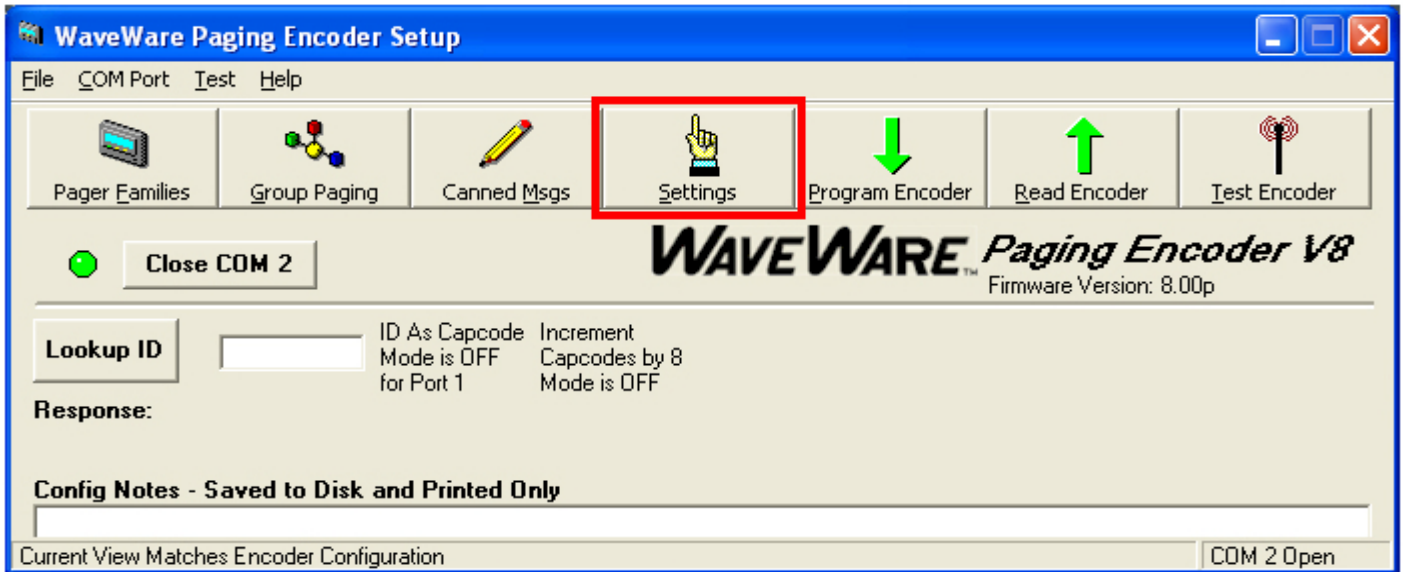 WaveWare Paging Encoder Setup
File COM Port Test Help
Pager Families Group Paging Canned Msgs Settings Program Encoder Read Encoder Test Encoder
Close COM 2
WAVEWARE™ Paging Encoder V8
Firmware Version: 8.00p
Lookup ID
ID As Capcode
Mode is OFF
for Port 1
Increment
Capcodes by 8
Mode is OFF
Response:
Config Notes - Saved to Disk and Printed Only
Current View Matches Encoder Configuration COM 2 Open